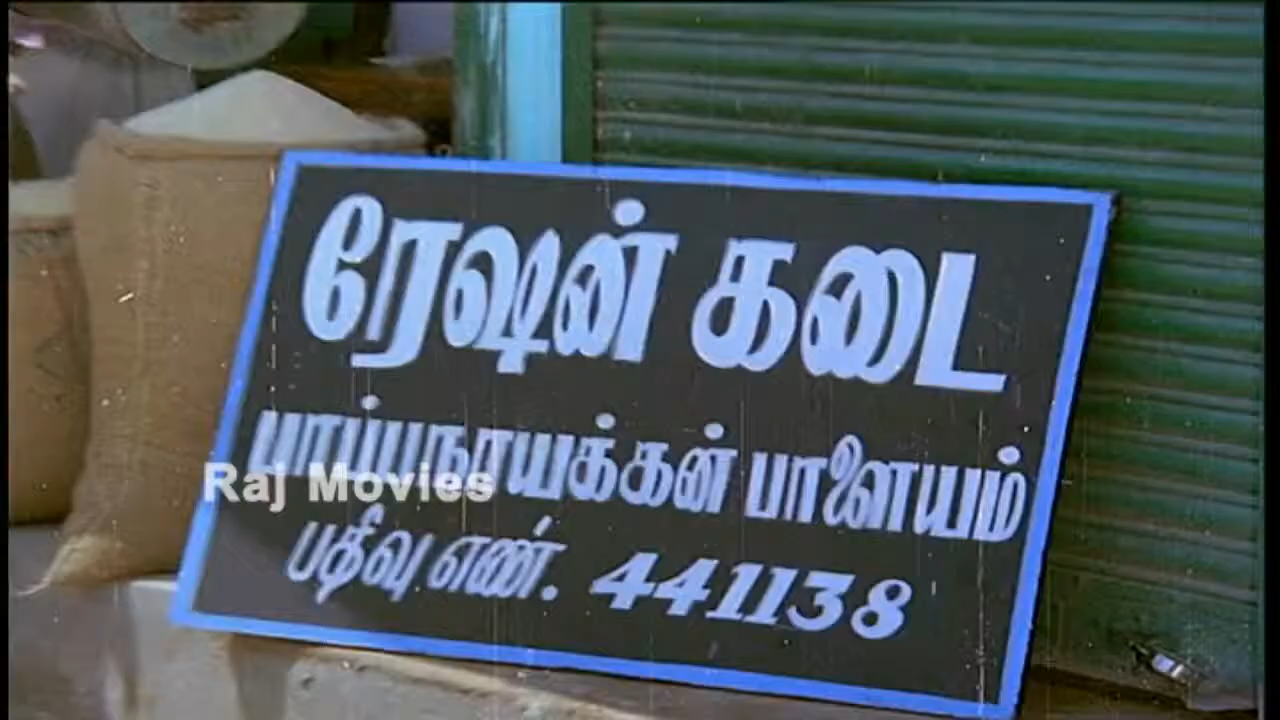 ரேஷன் கடை
பாப்பநாயக்கன் பாளையம்
Raj Movies
பதிவு எண். 441138